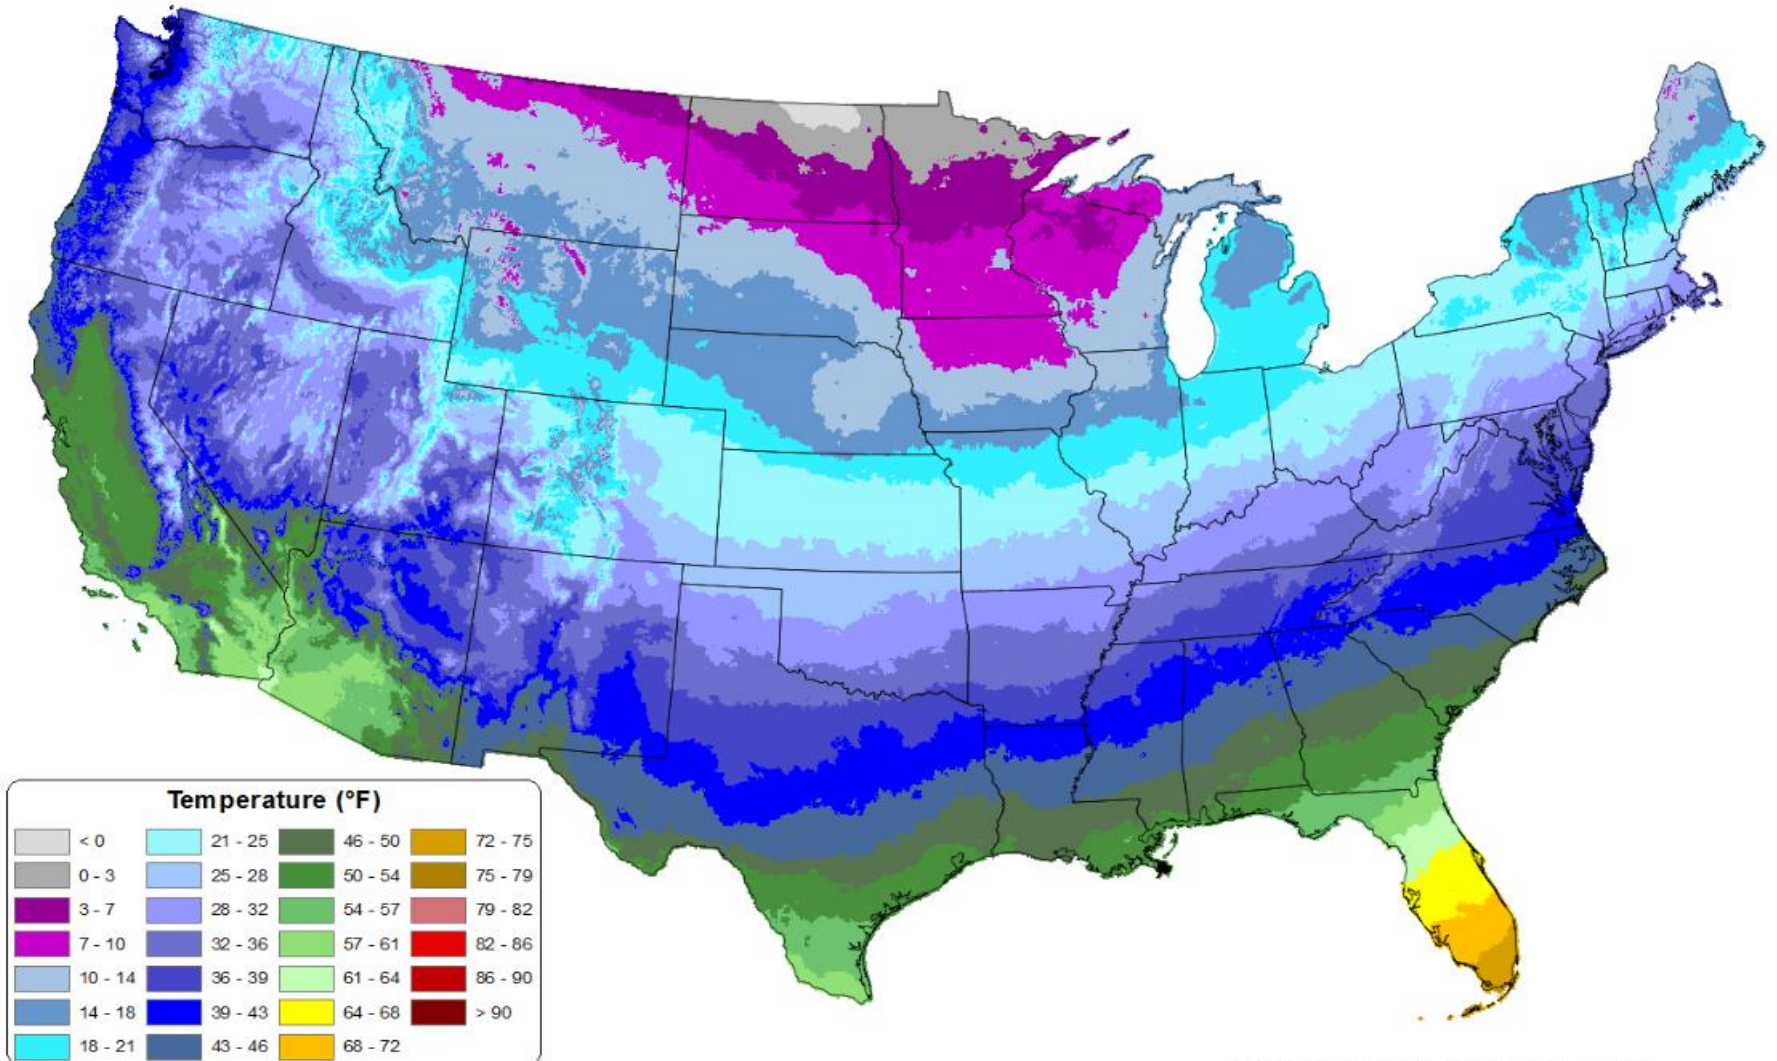 Temperature (°F)
< 0 21 - 25 46 - 50 72 - 75
0 - 3 25 - 28 50 - 54 75 - 79
3 - 7 28 - 32 54 - 57 79 - 82
7 - 10 32 - 36 57 - 61 82 - 86
10 - 14 36 - 39 61 - 64 86 - 90
14 - 18 39 - 43 64 - 68 > 90
18 - 21 43 - 46 68 - 72